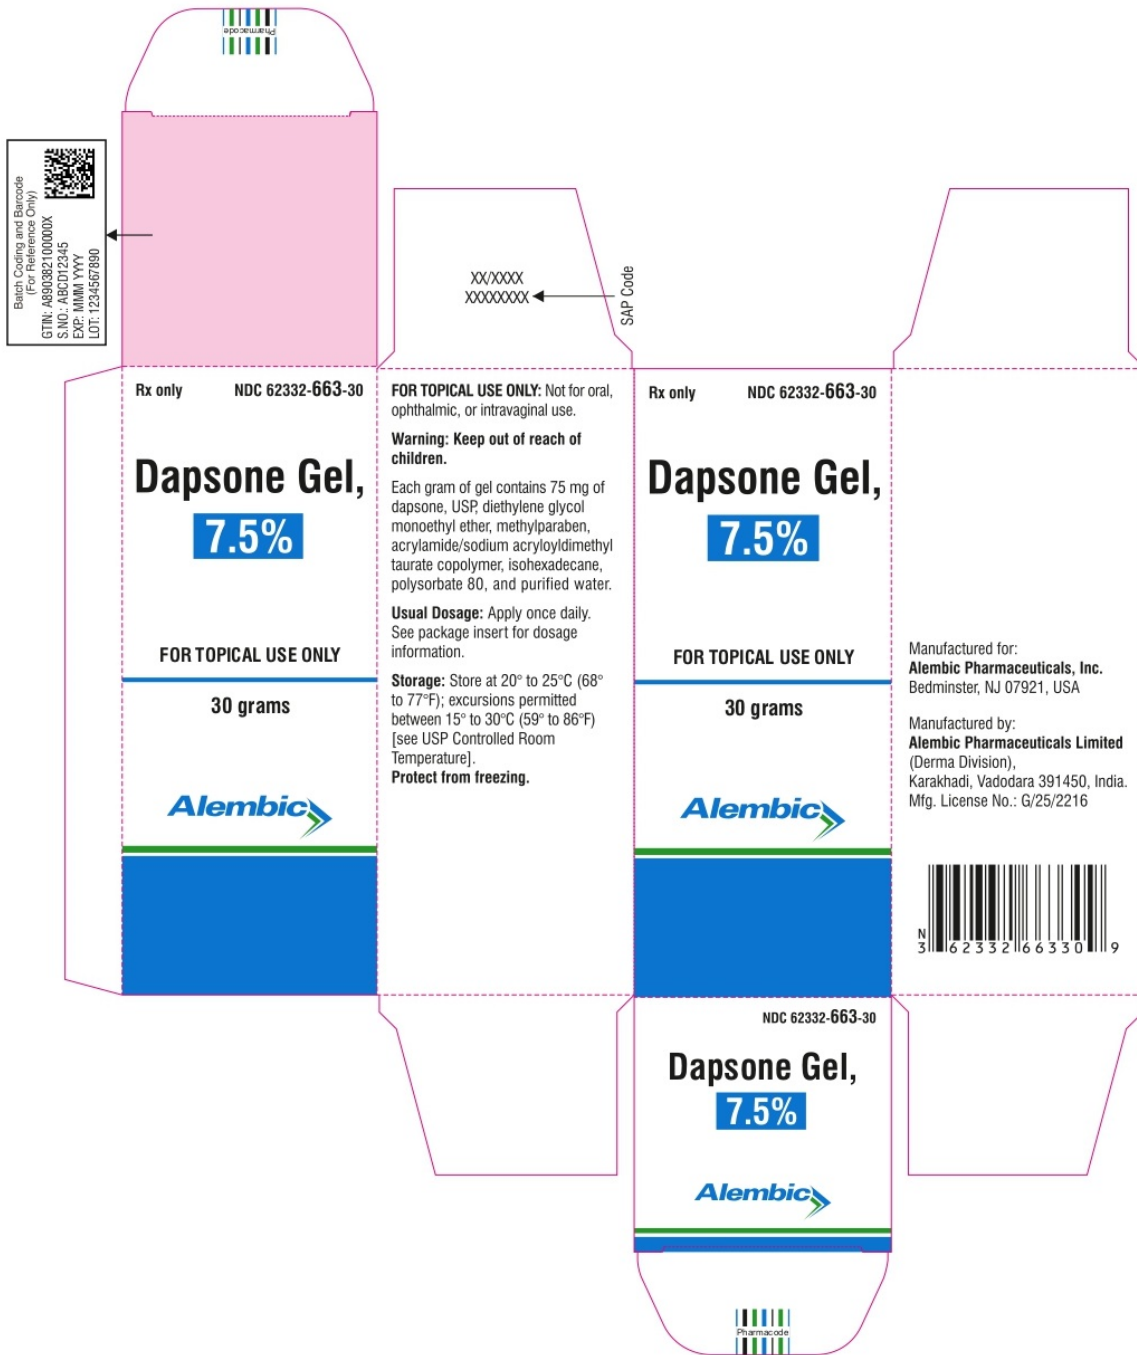 Pharmacode
Batch Coding and Barcode
(For Reference Only)
GTIN: A890382100000X
S.NO.: ABCD12345
EXP.: MMM YYYY
LOT: 1234567890
XX/XXXX
XXXXXXXX
SAP Code
Rx only NDC 62332-663-30
Dapsone Gel,
7.5%
FOR TOPICAL USE ONLY
30 grams
Alembic
FOR TOPICAL USE ONLY: Not for oral,
ophthalmic, or intravaginal use.
Warning: Keep out of reach of
children.
Each gram of gel contains 75 mg of
dapsone, USP, diethylene glycol
monoethyl ether, methylparaben,
acrylamide/sodium acryloyldimethyl
taurate copolymer, isohexadecane,
polysorbate 80, and purified water.
Usual Dosage: Apply once daily.
See package insert for dosage
information.
Storage: Store at 20° to 25°C (68°
to 77°F); excursions permitted
between 15° to 30°C (59° to 86°F)
[see USP Controlled Room
Temperature].
Protect from freezing.
Rx only NDC 62332-663-30
Dapsone Gel,
7.5%
FOR TOPICAL USE ONLY
30 grams
Alembic
Manufactured for:
Alembic Pharmaceuticals, Inc.
Bedminster, NJ 07921, USA
Manufactured by:
Alembic Pharmaceuticals Limited
(Derma Division),
Karakhadi, Vadodara 391450, India.
Mfg. License No.: G/25/2216
N
3 62332 66330 9
NDC 62332-663-30
Dapsone Gel,
7.5%
Alembic
Pharmacode